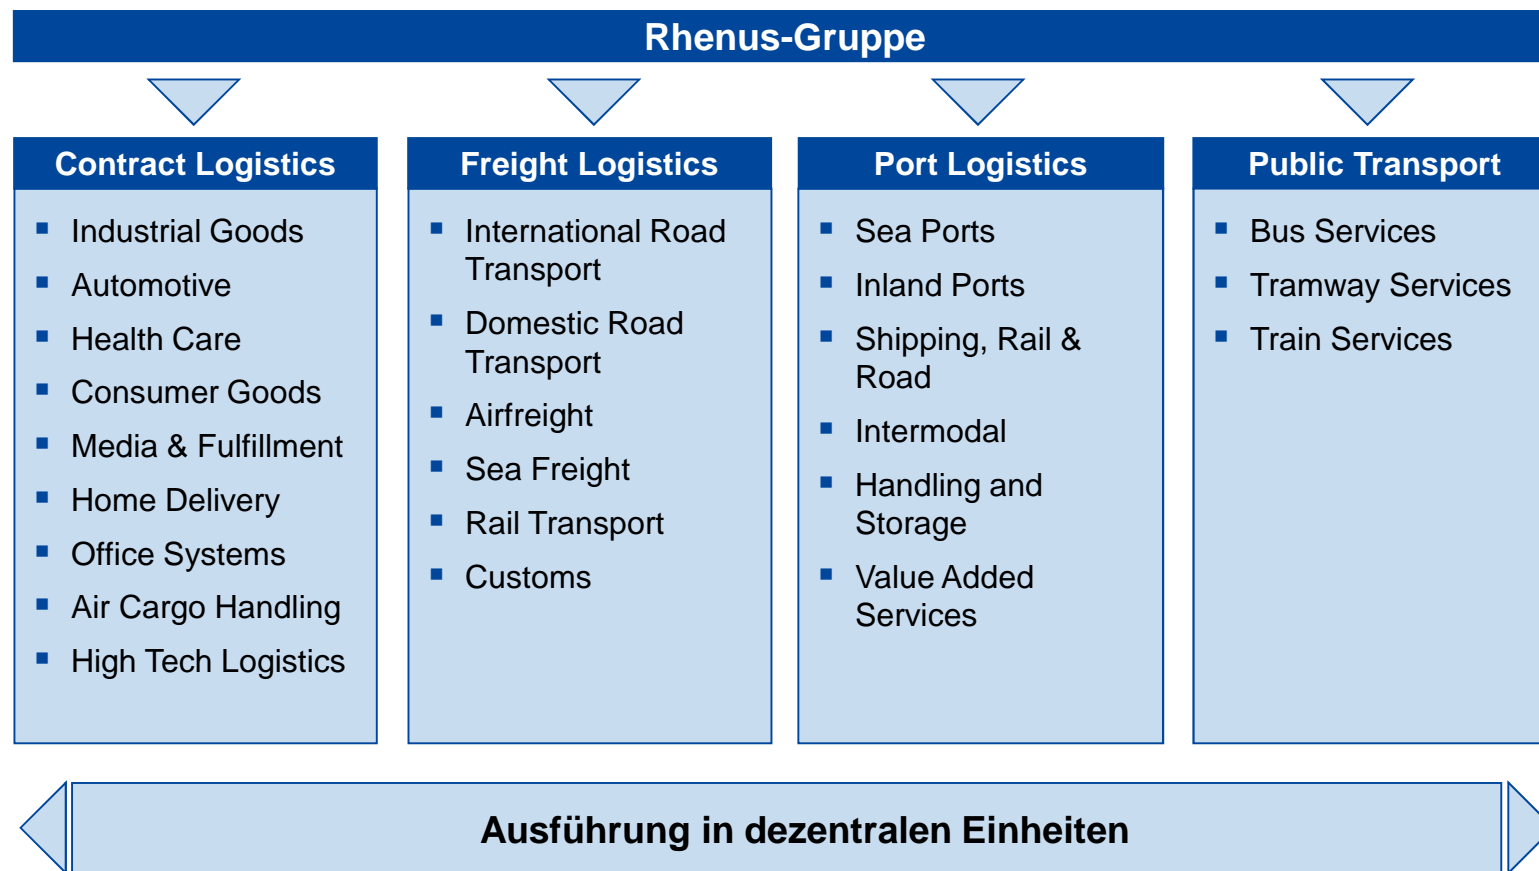 Rhenus-Gruppe
Contract Logistics
Industrial Goods
Automotive
Health Care
Consumer Goods
Media & Fulfillment
Home Delivery
Office Systems
Air Cargo Handling
High Tech Logistics
Freight Logistics
International Road
Transport
Domestic Road
Transport
Airfreight
Sea Freight
Rail Transport
Customs
Port Logistics
Sea Ports
Inland Ports
Shipping, Rail &
Road
Intermodal
Handling and
Storage
Value Added
Services
Public Transport
Bus Services
Tramway Services
Train Services
Ausführung in dezentralen Einheiten